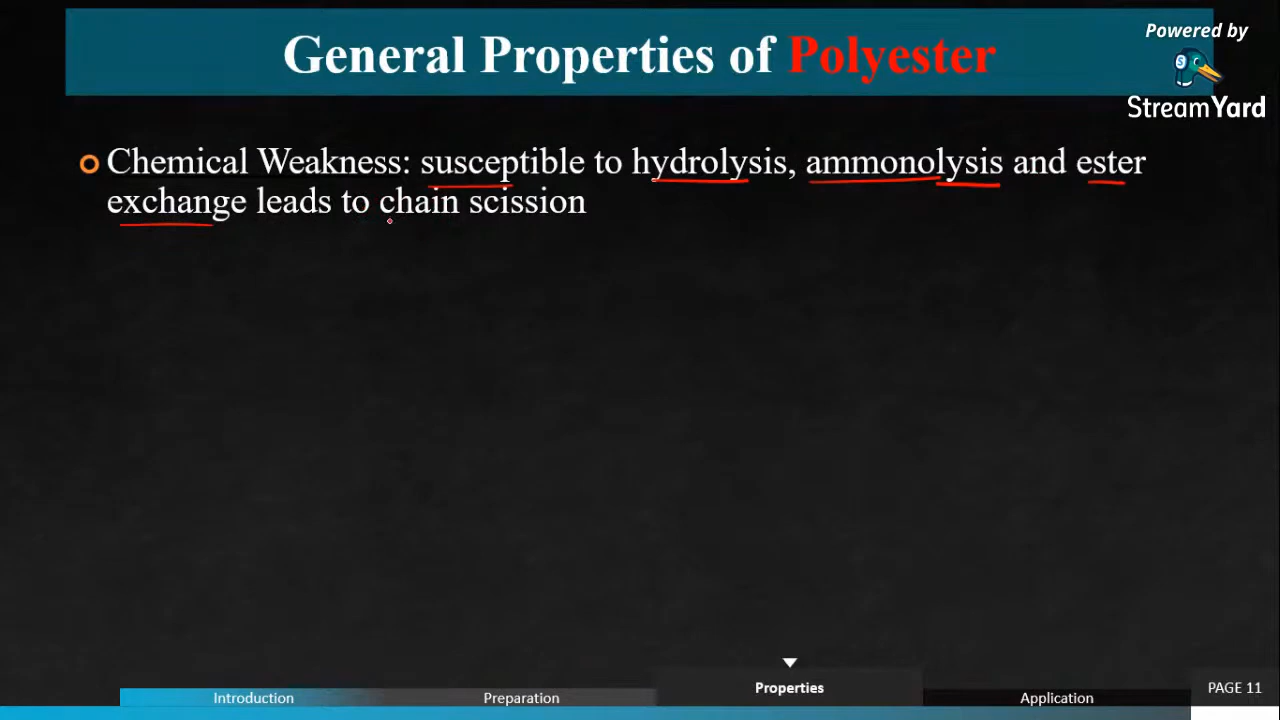 General Properties of Polyester
Powered by
StreamYard
Chemical Weakness: susceptible to hydrolysis, ammonolysis and ester
exchange leads to chain scission
Introduction
Preparation
Properties
Application
PAGE 11